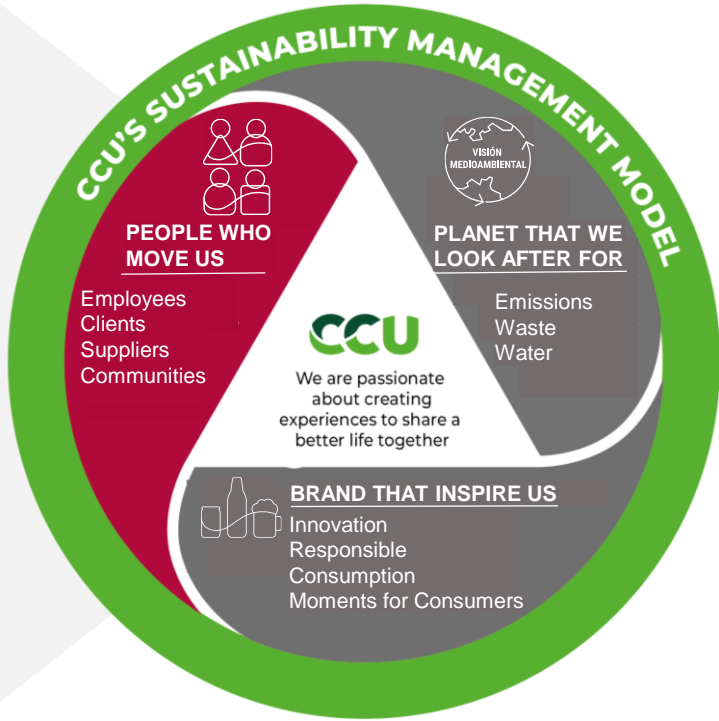 CCU'S SUSTAINABILITY MANAGEMENT MODEL
PEOPLE WHO
MOVE US
Employees
Clients
Suppliers
Communities
VISIÓN
MEDIOAMBIENTAL
PLANET THAT WE
LOOK AFTER FOR
Emissions
Waste
Water
CCU
We are passionate
about creating
experiences to share a
better life together
BRAND THAT INSPIRE US
Innovation
Responsible
Consumption
Moments for Consumers